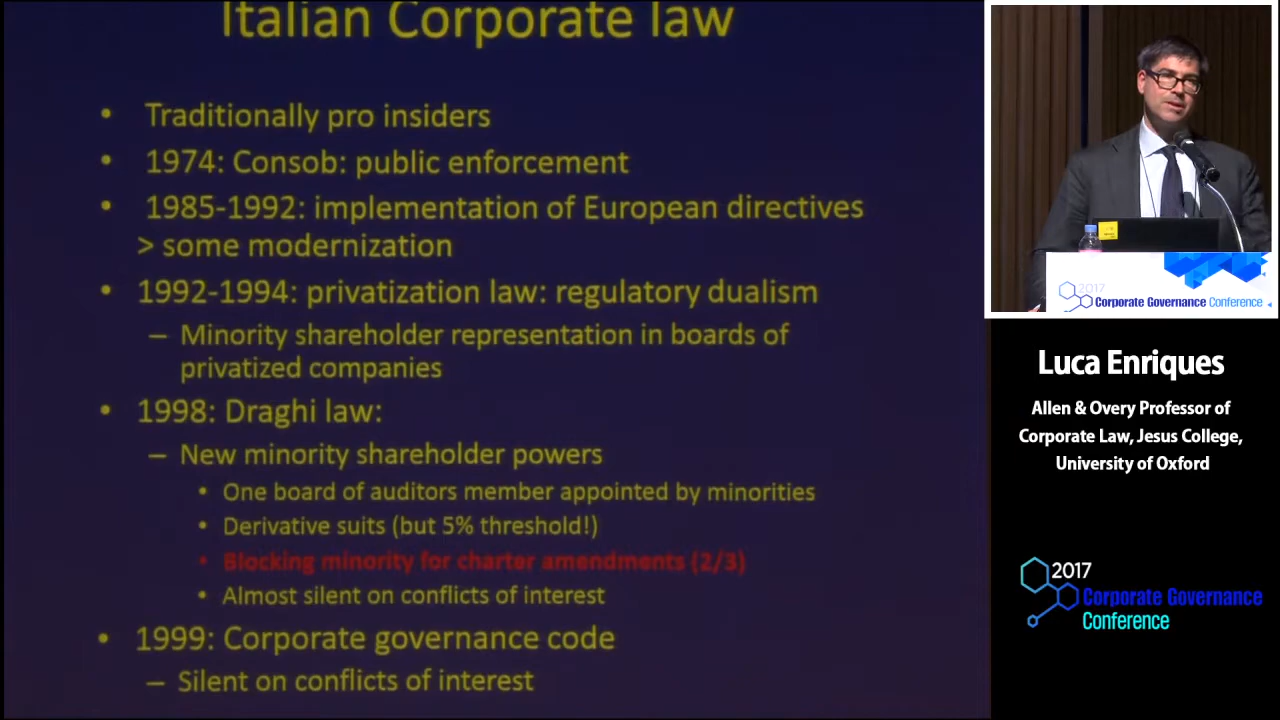 Italian Corporate law
• Traditionally pro insiders
• 1974: Consob: public enforcement
• 1985-1992: implementation of European directives
> some modernization
• 1992-1994: privatization law: regulatory dualism
– Minority shareholder representation in boards of
privatized companies
• 1998: Draghi law:
– New minority shareholder powers
• One board of auditors member appointed by minorities
• Derivative suits (but 5% threshold!)
• Blocking minority for charter amendments (2/3)
• Almost silent on conflicts of interest
• 1999: Corporate governance code
– Silent on conflicts of interest
2017
Corporate Governance Conference
Luca Enriques
Allen & Overy Professor of
Corporate Law, Jesus College,
University of Oxford
2017
Corporate Governance
Conference